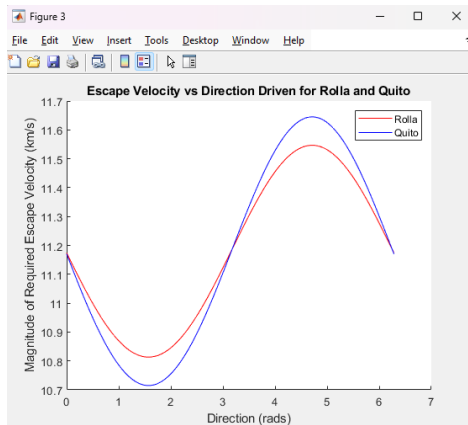 Figure 3
File Edit View Insert Tools Desktop Window Help
Escape Velocity vs Direction Driven for Rolla and Quito
Magnitude of Required Escape Velocity (km/s)
11.7
11.6
11.5
11.4
11.3
11.2
11.1
11
10.9
10.8
10.7
Rolla
Quito
0 1 2 3 4 5 6 7
Direction (rads)